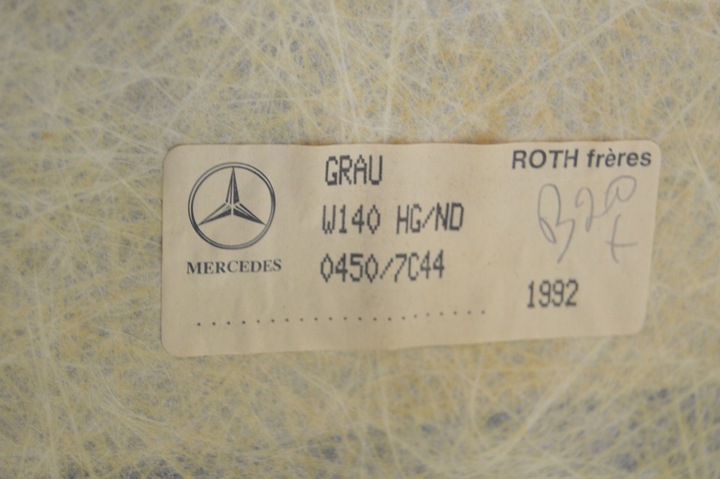 GRAU
ROTH frères
W140 HG/ND
MERCEDES
0450/7C44
1992